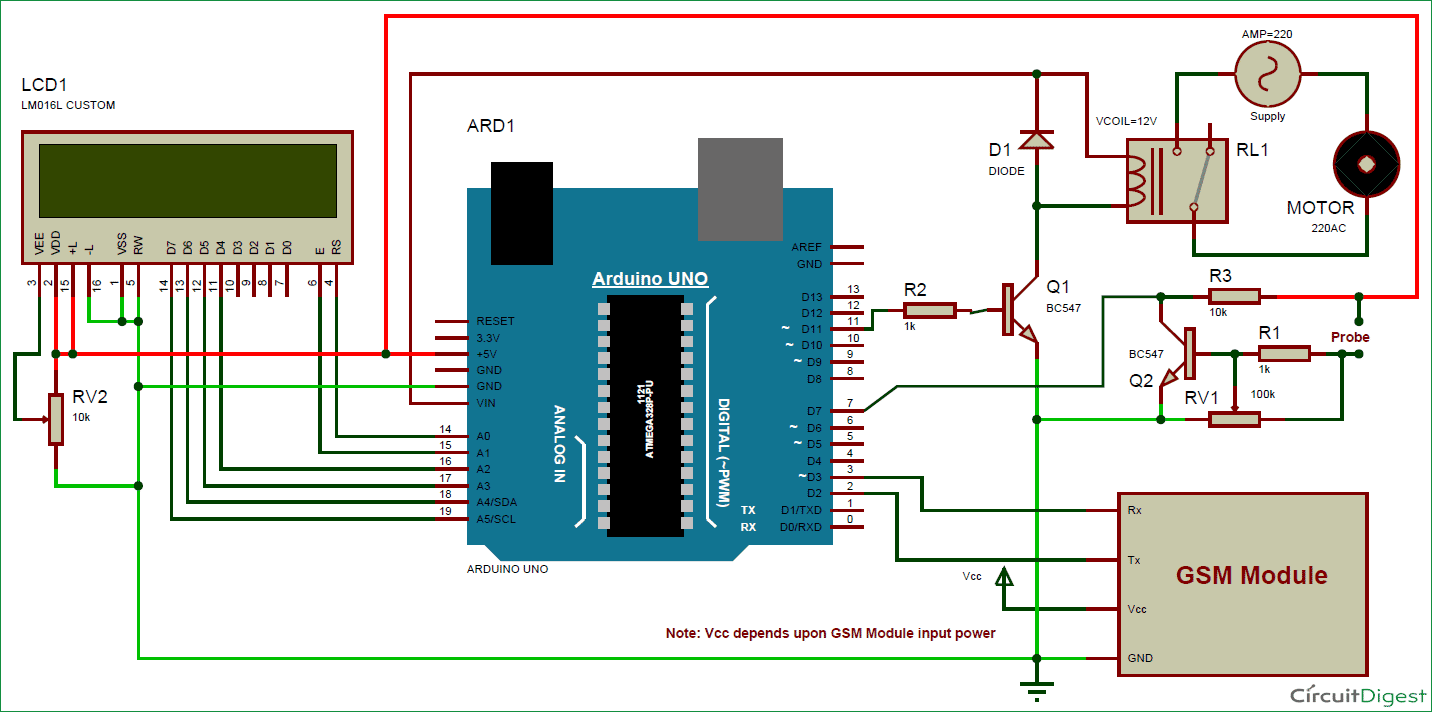 LCD1
LM016L CUSTOM
VEE
VDD
+L
-L
VSS
RW
D7
D6
D5
D4
D3
D2
D1
D0
E
RS
3
2
15
16
1
5
14
13
12
11
10
9
8
7
6
4
RV2
10k
ARD1
Arduino UNO
RESET
3.3V
+5V
GND
GND
VIN
14
A0
15
A1
16
A2
17
A3
18
A4/SDA
19
A5/SCL
ANALOG IN
1121
ATMEGA328P-PU
DIGITAL (~PWM)
AREF
GND
D13
13
D12
12
~ D11
11
~ D10
10
~ D9
9
D8
8
D7
7
~ D6
6
~ D5
5
D4
4
~D3
3
D2
2
TX
D1/TXD
1
RX
D0/RXD
0
ARDUINO UNO
R2
1k
Q1
BC547
D1
DIODE
VCOIL=12V
RL1
AMP=220
Supply
MOTOR
220AC
R3
10k
R1
1k
Probe
BC547
Q2
RV1
100k
Rx
Tx
Vcc
GND
GSM Module
Vcc
Note: Vcc depends upon GSM Module input power
CircuitDigest